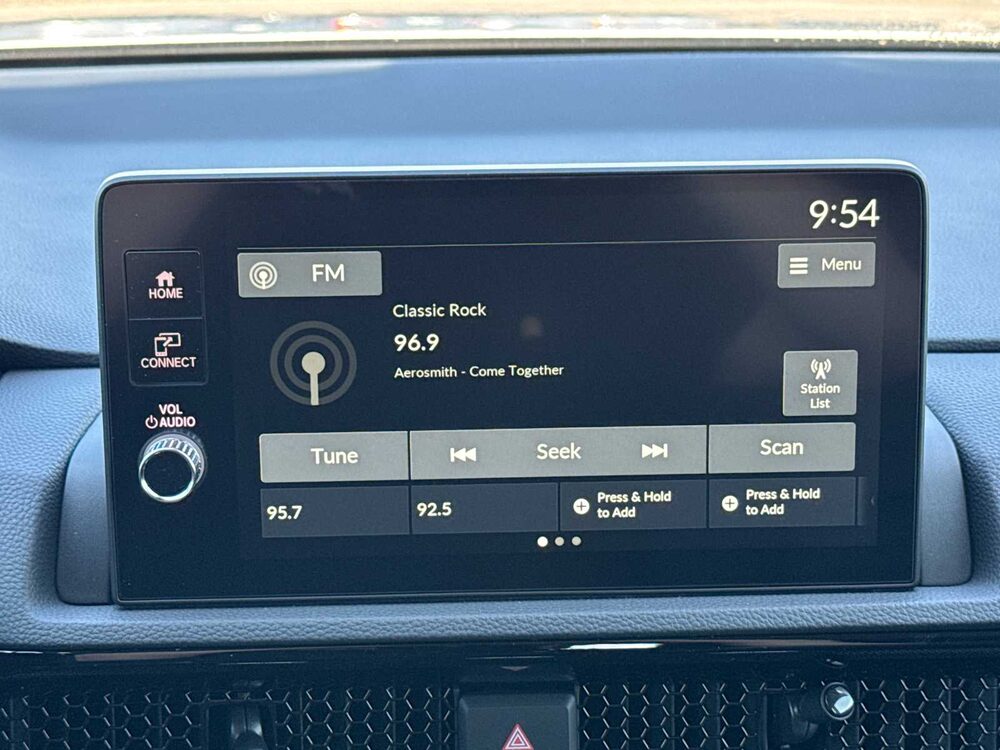 9:54
HOME
CONNECT
VOL
AUDIO
FM
Menu
Classic Rock
96.9
Aerosmith - Come Together
Station
List
Tune
Seek
Scan
95.7
92.5
Press & Hold
to Add
Press & Hold
to Add